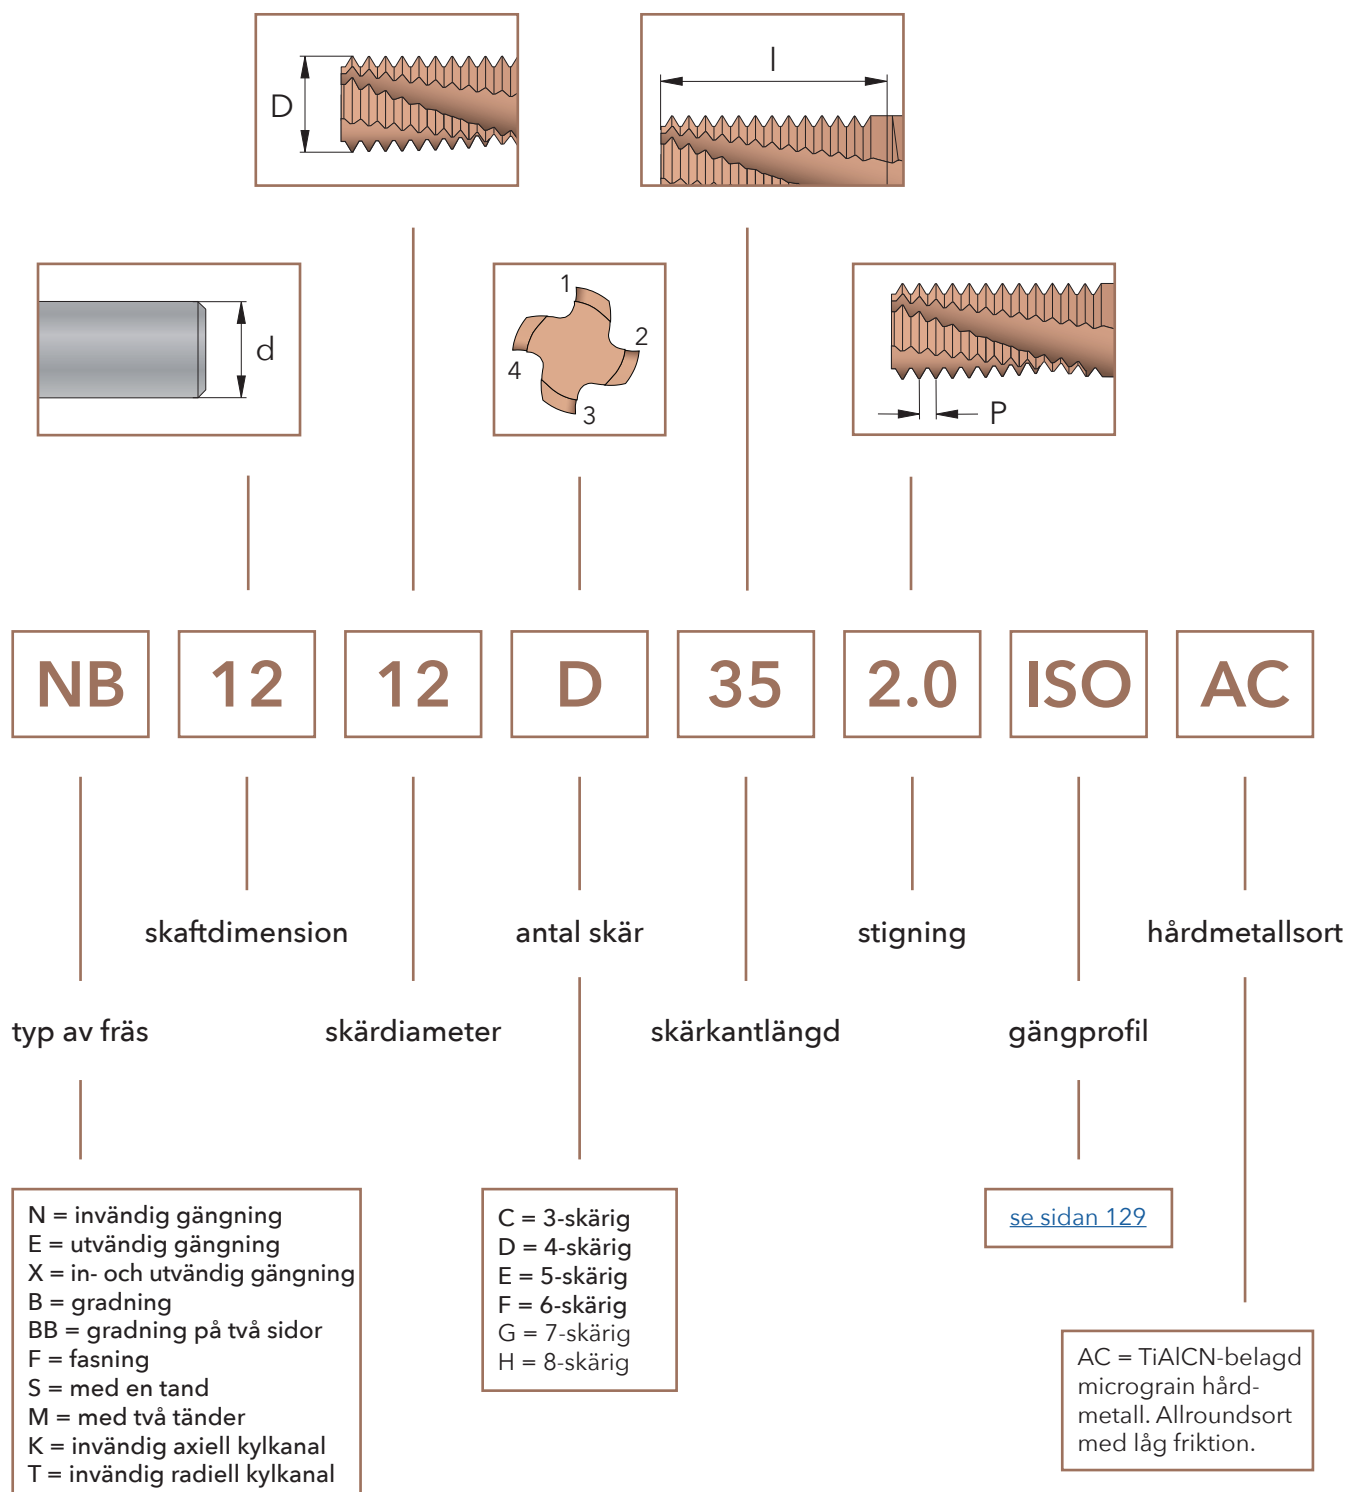 D
l
d
1
2
3
4
P
NB 12 12 D 35 2.0 ISO AC
skaftdimension
antal skär
stigning
hårdmetallsort
typ av fräs
skärdiameter
skärkantlängd
gängprofil
N = invändig gängning
E = utvändig gängning
X = in- och utvändig gängning
B = gradning
BB = gradning på två sidor
F = fasning
S = med en tand
M = med två tänder
K = invändig axiell kylkanal
T = invändig radiell kylkanal
C = 3-skärig
D = 4-skärig
E = 5-skärig
F = 6-skärig
G = 7-skärig
H = 8-skärig
se sidan 129
AC = TiAlCN-belagd
micrograin hård-
metall. Allroundsort
med låg friktion.